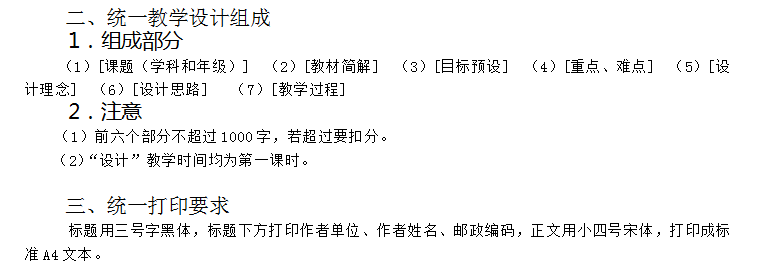 二、统一教学设计组成
1．组成部分
（1）[课题（学科和年级）] （2）[教材简解] （3）[目标预设] （4）[重点、难点] （5）[设
计理念] （6）[设计思路] （7）[教学过程]
2．注意
（1）前六个部分不超过1000字，若超过要扣分。
（2）“设计”教学时间均为第一课时。
三、统一打印要求
标题用三号字黑体，标题下方打印作者单位、作者姓名、邮政编码，正文用小四号宋体，打印成标
准A4文本。